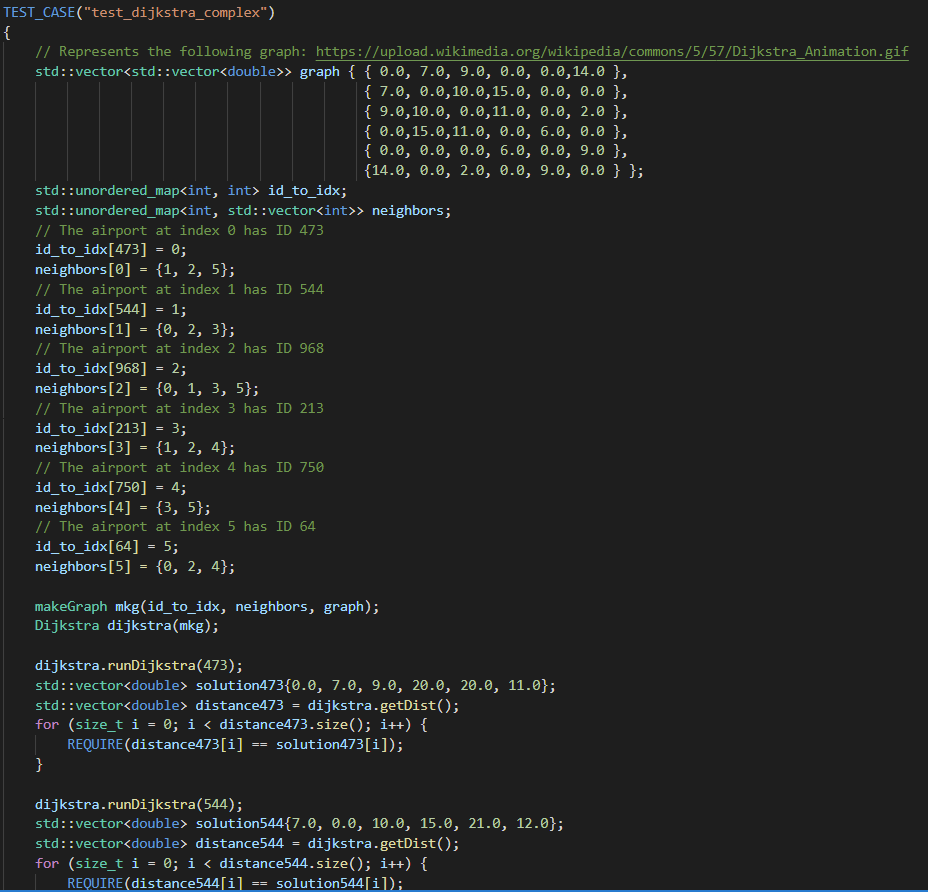 TEST_CASE("test_dijkstra_complex")
{
    // Represents the following graph: https://upload.wikimedia.org/wikipedia/commons/5/57/Dijkstra_Animation.gif
    std::vector<std::vector<double>> graph { { 0.0, 7.0, 9.0, 0.0, 0.0,14.0 },
                                             { 7.0, 0.0,10.0,15.0, 0.0, 0.0 },
                                             { 9.0,10.0, 0.0,11.0, 0.0, 2.0 },
                                             { 0.0,15.0,11.0, 0.0, 6.0, 0.0 },
                                             { 0.0, 0.0, 0.0, 6.0, 0.0, 9.0 },
                                             {14.0, 0.0, 2.0, 0.0, 9.0, 0.0 } };
    std::unordered_map<int, int> id_to_idx;
    std::unordered_map<int, std::vector<int>> neighbors;
    // The airport at index 0 has ID 473
    id_to_idx[473] = 0;
    neighbors[0] = {1, 2, 5};
    // The airport at index 1 has ID 544
    id_to_idx[544] = 1;
    neighbors[1] = {0, 2, 3};
    // The airport at index 2 has ID 968
    id_to_idx[968] = 2;
    neighbors[2] = {0, 1, 3, 5};
    // The airport at index 3 has ID 213
    id_to_idx[213] = 3;
    neighbors[3] = {1, 2, 4};
    // The airport at index 4 has ID 750
    id_to_idx[750] = 4;
    neighbors[4] = {3, 5};
    // The airport at index 5 has ID 64
    id_to_idx[64] = 5;
    neighbors[5] = {0, 2, 4};

    makeGraph mkg(id_to_idx, neighbors, graph);
    Dijkstra dijkstra(mkg);

    dijkstra.runDijkstra(473);
    std::vector<double> solution473{0.0, 7.0, 9.0, 20.0, 20.0, 11.0};
    std::vector<double> distance473 = dijkstra.getDist();
    for (size_t i = 0; i < distance473.size(); i++) {
        REQUIRE(distance473[i] == solution473[i]);
    }

    dijkstra.runDijkstra(544);
    std::vector<double> solution544{7.0, 0.0, 10.0, 15.0, 21.0, 12.0};
    std::vector<double> distance544 = dijkstra.getDist();
    for (size_t i = 0; i < distance544.size(); i++) {
        REQUIRE(distance544[i] == solution544[i]);